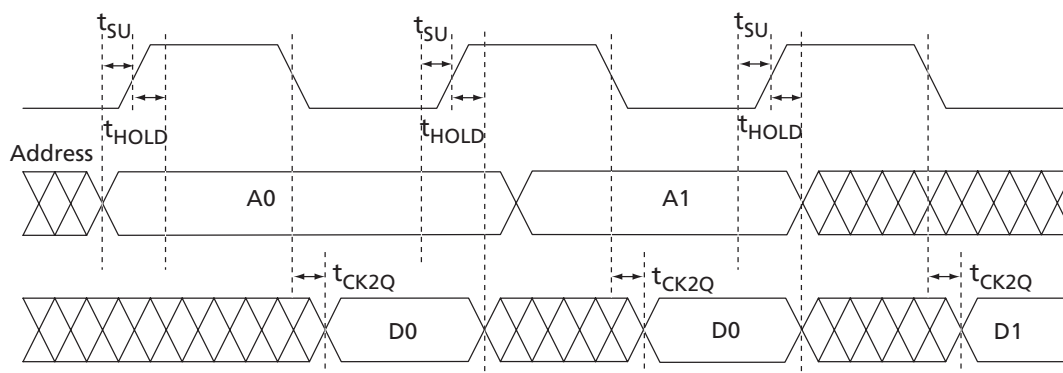 tSU tSU tSU
tHOLD tHOLD tHOLD
Address
A0 A1
tCK2Q tCK2Q tCK2Q
D0 D0 D1